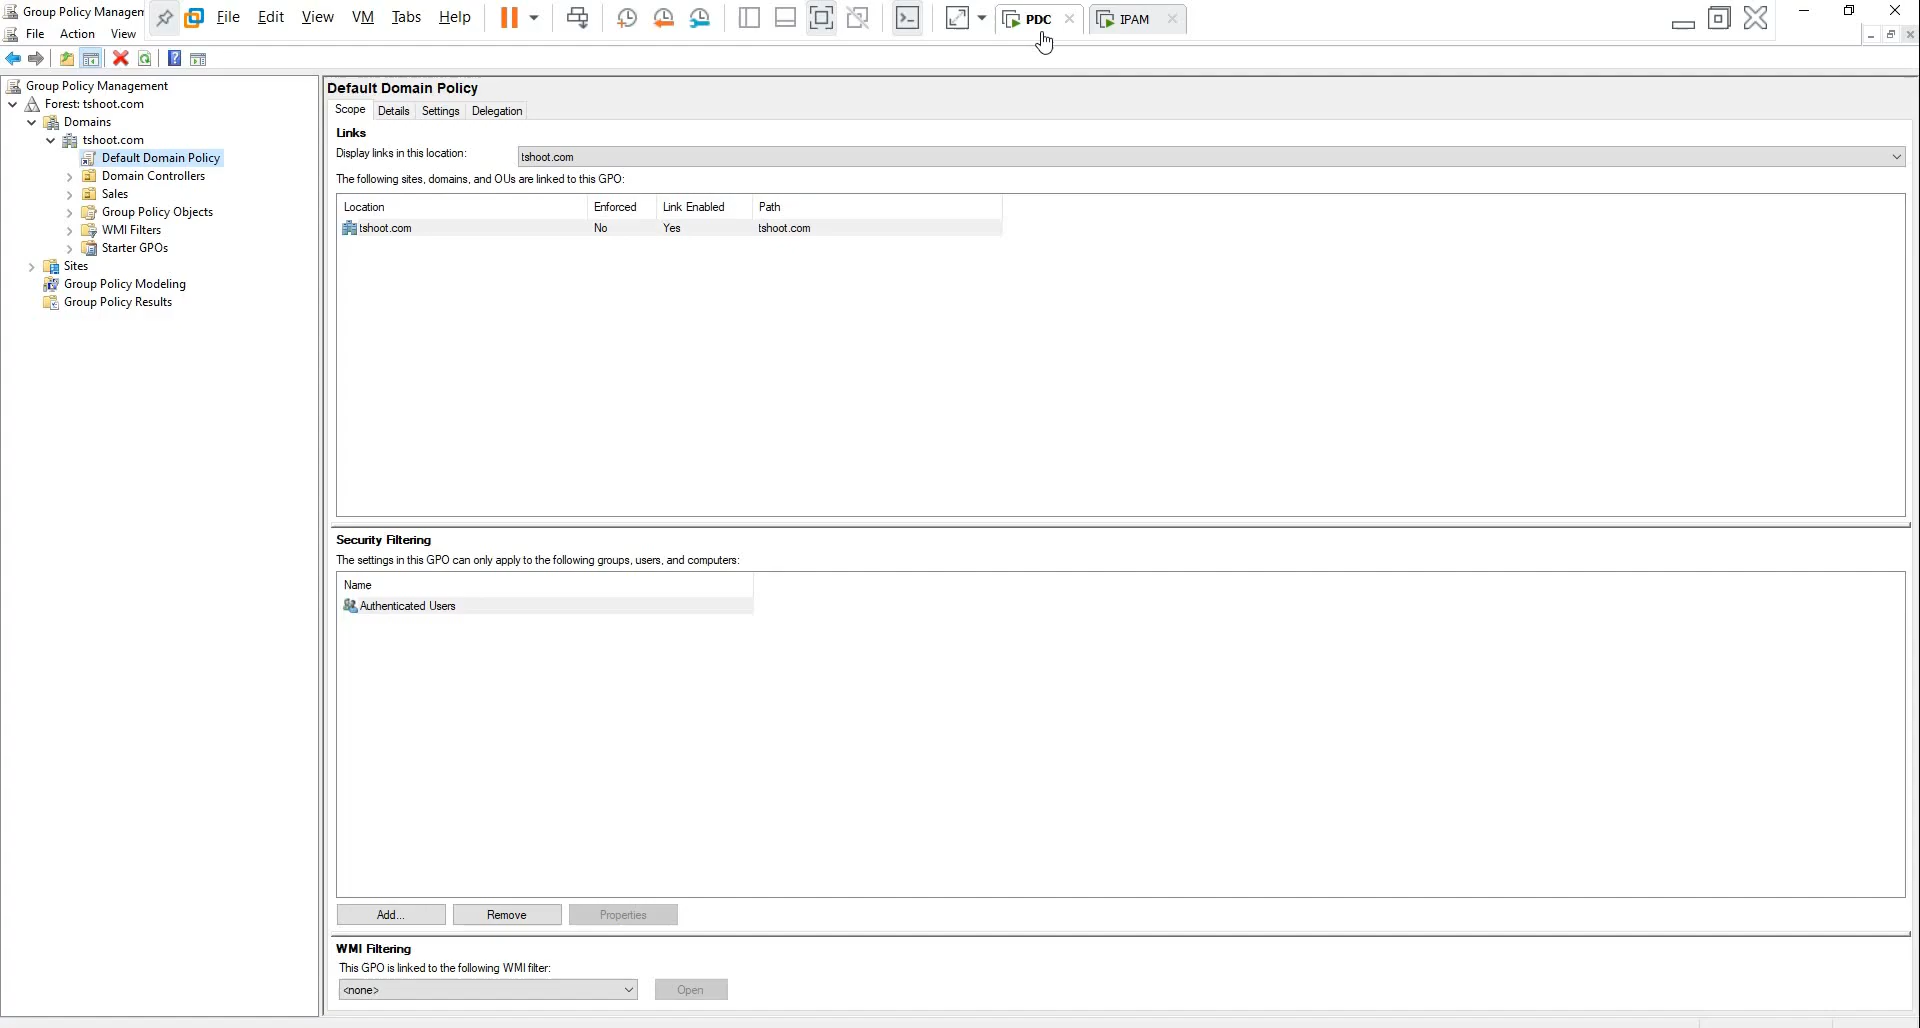 Group Policy Managem
File Edit View VM Tabs Help
PDC
IPAM
File Action View
Group Policy Management
Forest: tshoot.com
Domains
tshoot.com
Default Domain Policy
Domain Controllers
Sales
Group Policy Objects
WMI Filters
Starter GPOs
Sites
Group Policy Modeling
Group Policy Results
Default Domain Policy
Scope Details Settings Delegation
Links
Display links in this location: tshoot.com
The following sites, domains, and OUs are linked to this GPO:
Location Enforced Link Enabled Path
tshoot.com No Yes tshoot.com
Security Filtering
The settings in this GPO can only apply to the following groups, users, and computers:
Name
Authenticated Users
Add... Remove Properties
WMI Filtering
This GPO is linked to the following WMI filter:
<none> Open